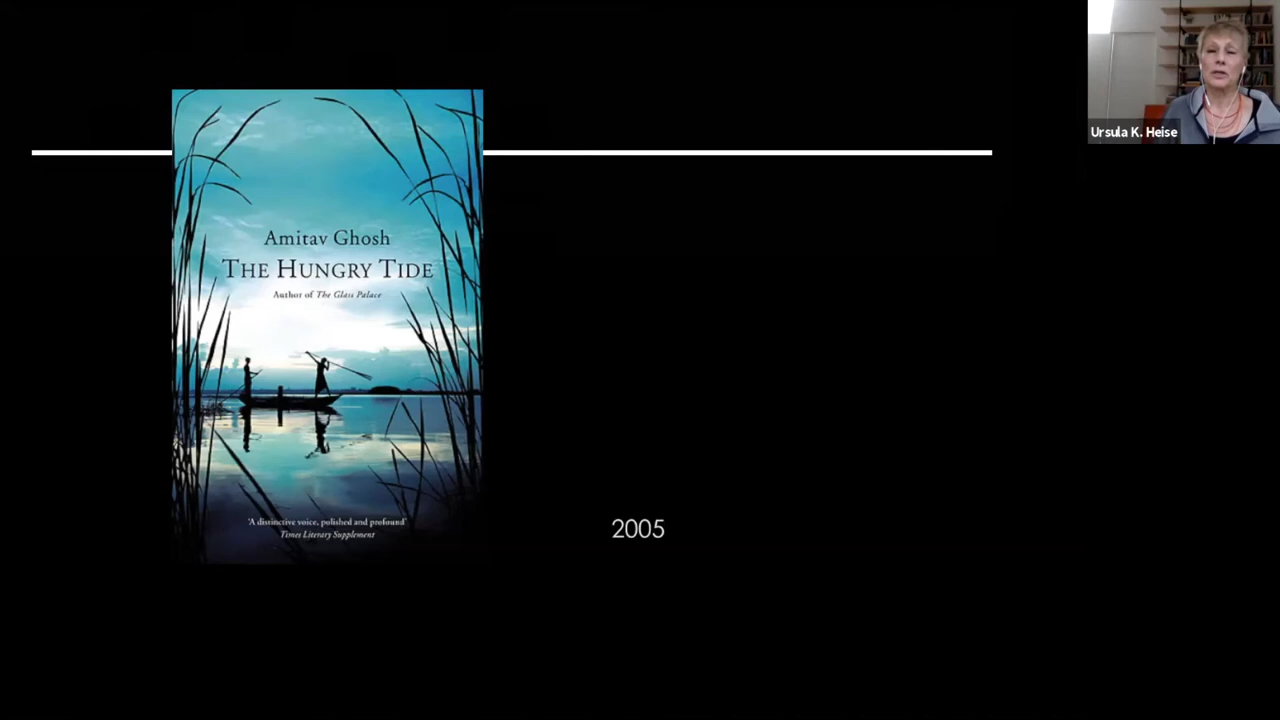 Ursula K. Heise
Amitav Ghosh
THE HUNGRY TIDE
Author of The Glass Palace
'A distinctive voice, polished and profound'
Times Literary Supplement
2005